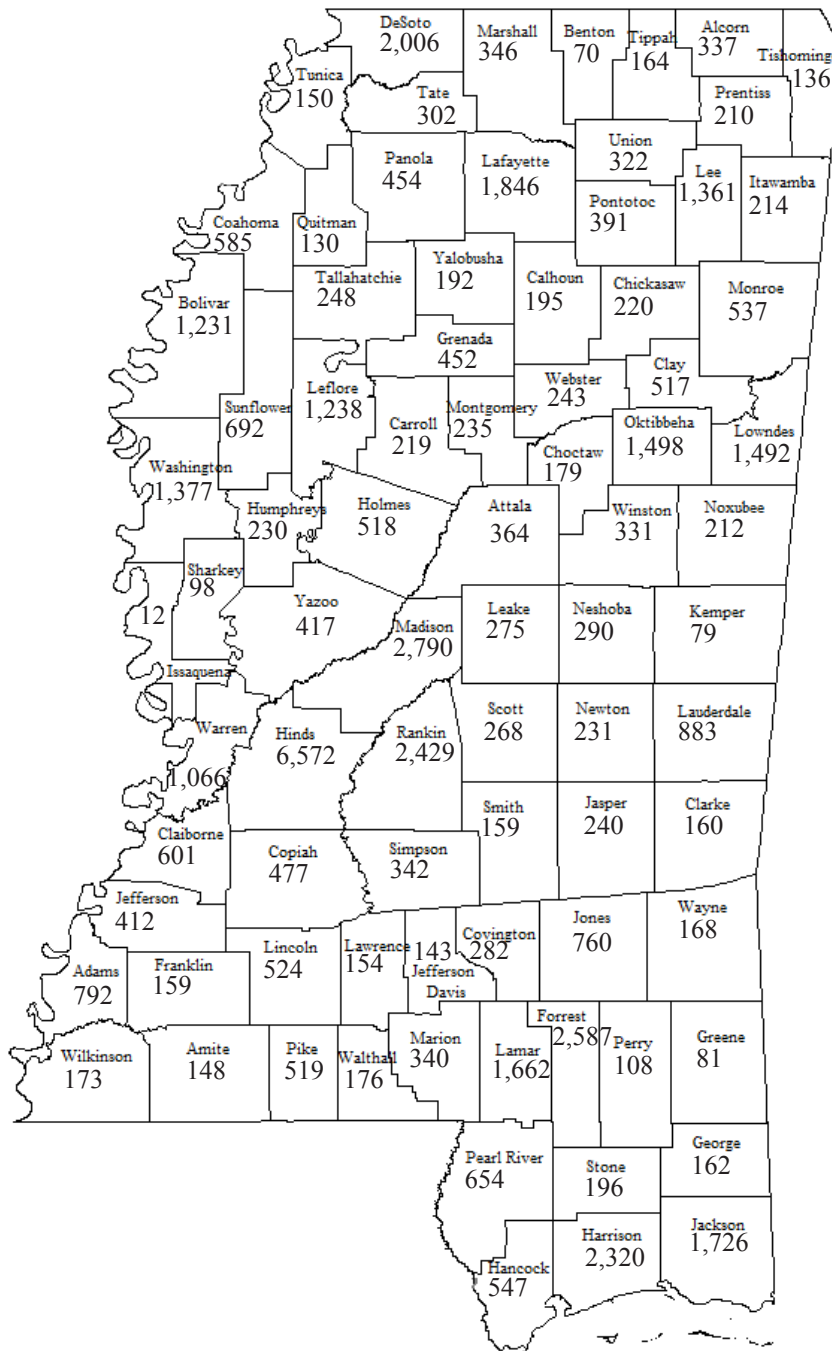 DeSoto
2,006
Marshall
346
Benton
70
Tippah
164
Alcorn
337
Tishoming
136
Tunica
150
Tate
302
Prentiss
210
Union
322
Panola
454
Lafayette
1,846
Lee
1,361
Itawamba
214
Pontotoc
391
Coahoma
585
Quitman
130
Yalobusha
192
Tallahatchie
248
Calhoun
195
Chickasaw
220
Monroe
537
Bolivar
1,231
Grenada
452
Clay
517
Webster
243
Leflore
1,238
Sunflower
692
Carroll
219
Montgomery
235
Oktibbeha
1,498
Lowndes
1,492
Choctaw
179
Washington
1,377
Humphreys
230
Holmes
518
Attala
364
Winston
331
Noxubee
212
Sharkey
98
Yazoo
417
12
Issaquena
Madison
2,790
Leake
275
Neshoba
290
Kemper
79
Warren
1,066
Hinds
6,572
Rankin
2,429
Scott
268
Newton
231
Lauderdale
883
Smith
159
Jasper
240
Clarke
160
Claiborne
601
Copiah
477
Simpson
342
Jefferson
412
Lincoln
524
Lawrence
154
143
Jefferson
Davis
Covington
282
Jones
760
Wayne
168
Adams
792
Franklin
159
Wilkinson
173
Amite
148
Pike
519
Walthall
176
Marion
340
Lamar
1,662
Forrest
2,587
Perry
108
Greene
81
Pearl River
654
Stone
196
George
162
Hancock
547
Harrison
2,320
Jackson
1,726